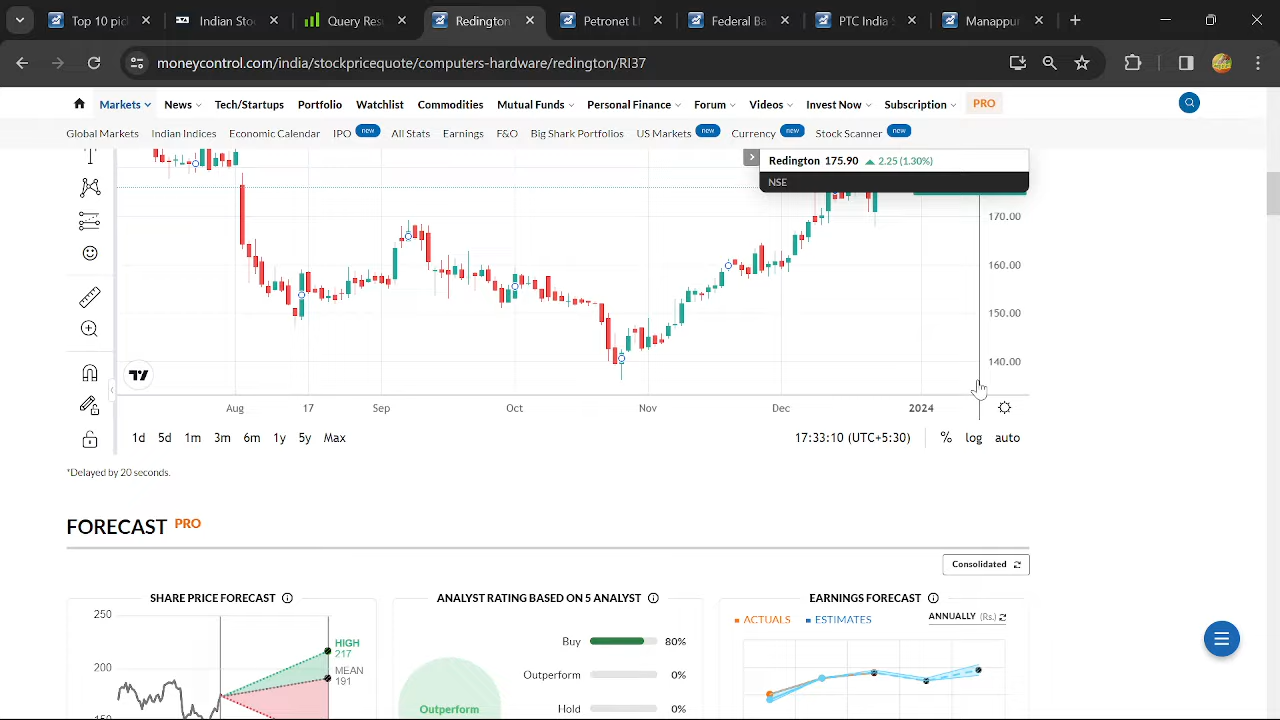 Top 10 pick
Indian Stoc
Query Res
Redington
Petronet L
Federal Ba
PTC India S
Manappur
moneycontrol.com/india/stockpricequote/computers-hardware/redington/RI37
Markets News Tech/Startups Portfolio Watchlist Commodities Mutual Funds Personal Finance Forum Videos Invest Now Subscription PRO
Global Markets Indian Indices Economic Calendar IPO new All Stats Earnings F&O Big Shark Portfolios US Markets new Currency new Stock Scanner new
Redington 175.90 ▲ 2.25 (1.30%)
NSE
170.00
160.00
150.00
140.00
Aug 17 Sep Oct Nov Dec 2024
1d 5d 1m 3m 6m 1y 5y Max 17:33:10 (UTC+5:30) % log auto
*Delayed by 20 seconds.
FORECAST PRO
Consolidated
SHARE PRICE FORECAST
250
HIGH
217
200
MEAN
191
150
ANALYST RATING BASED ON 5 ANALYST
Buy 80%
Outperform 0%
Hold 0%
Outperform
EARNINGS FORECAST
ACTUALS ESTIMATES ANNUALLY (Rs.)